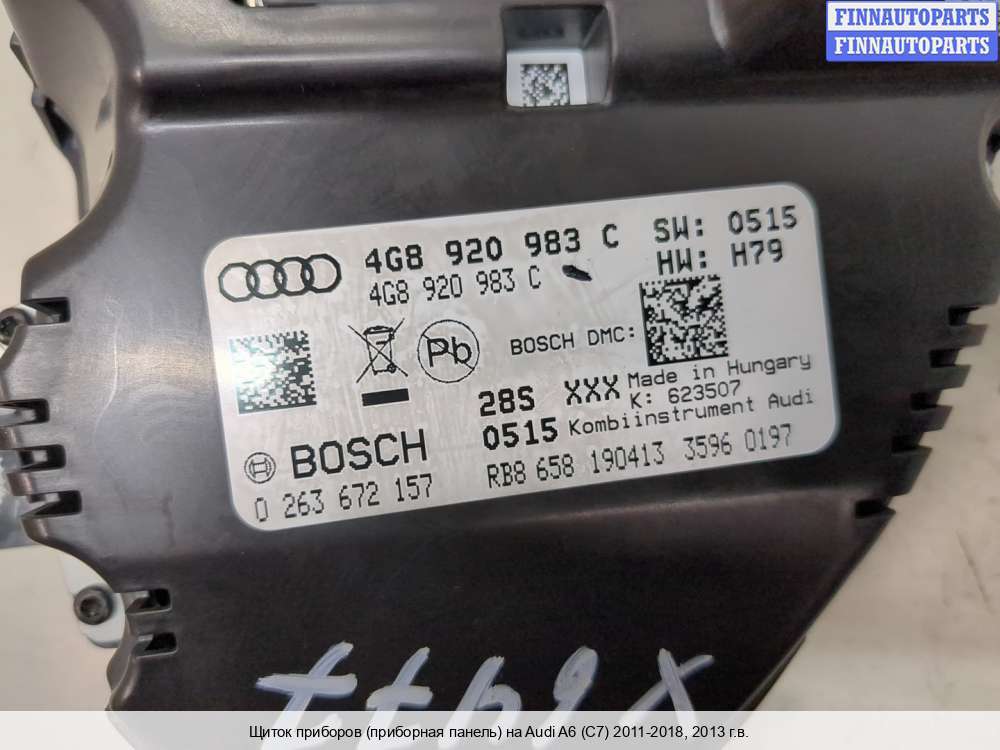 FINNAUTOPARTS
FINNAUTOPARTS
4G8 920 983 C SW: 0515
4G8 920 983 C HW: H79
Pb
BOSCH DMC:
28S XXX Made in Hungary
K: 623507
0515 Kombiinstrument Audi
BOSCH
0 263 672 157 RB8 658 190413 3596 0197
Щиток приборов (приборная панель) на Audi A6 (C7) 2011-2018, 2013 г.в.